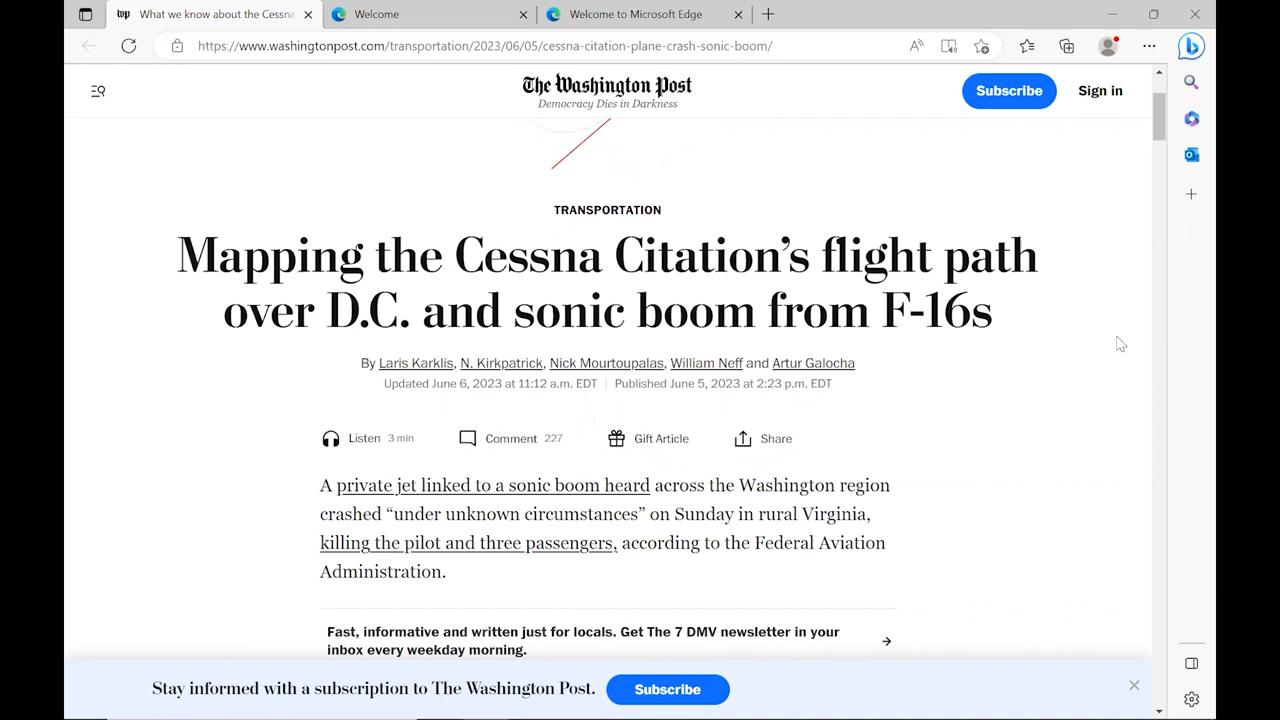 What we know about the Cessna
Welcome
Welcome to Microsoft Edge
https://www.washingtonpost.com/transportation/2023/06/05/cessna-citation-plane-crash-sonic-boom/
The Washington Post
Democracy Dies in Darkness
Subscribe
Sign in
TRANSPORTATION
Mapping the Cessna Citation’s flight path
over D.C. and sonic boom from F-16s
By Laris Karklis, N. Kirkpatrick, Nick Mourtoupalas, William Neff and Artur Galocha
Updated June 6, 2023 at 11:12 a.m. EDT | Published June 5, 2023 at 2:23 p.m. EDT
Listen 3 min
Comment 227
Gift Article
Share
A private jet linked to a sonic boom heard across the Washington region
crashed “under unknown circumstances” on Sunday in rural Virginia,
killing the pilot and three passengers, according to the Federal Aviation
Administration.
Fast, informative and written just for locals. Get The 7 DMV newsletter in your
inbox every weekday morning.
Stay informed with a subscription to The Washington Post.
Subscribe